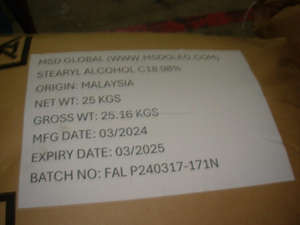 MSD GLOBAL (WWW.MSDGLBD.COM)
STEARYL ALCOHOL C18 98%
ORIGIN: MALAYSIA
NET WT: 25 KGS
GROSS WT: 25.16 KGS
MFG DATE: 03/2024
EXPIRY DATE: 03/2025
BATCH NO: FAL P240317-171N